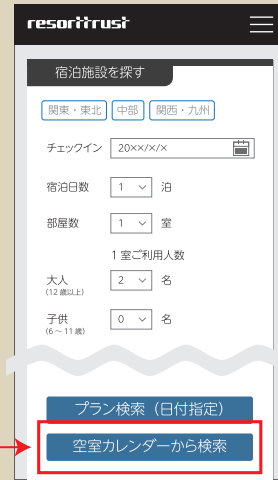 resorttrust
宿泊施設を探す
関東・東北 中部 関西・九州
チェックイン 20××/×/×
宿泊日数 1 泊
部屋数 1 室
1室ご利用人数
大人 2 名
(12歳以上)
子供 0 名
(6〜11歳)
プラン検索（日付指定）
空室カレンダーから検索